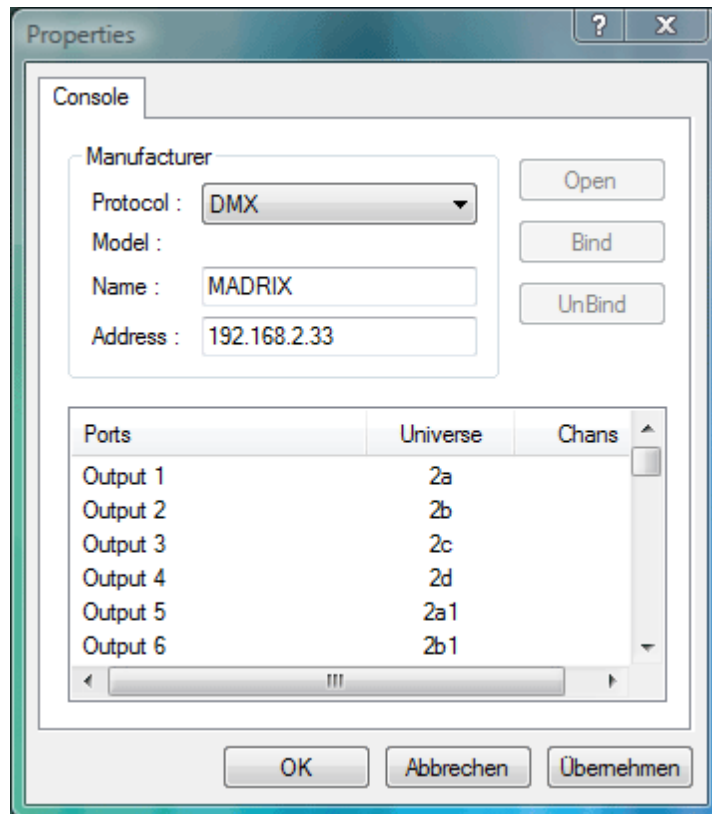 Properties
? X
Console
Manufacturer
Protocol : DMX
Model :
Name : MADRIX
Address : 192.168.2.33
Open
Bind
UnBind
Ports Universe Chans
Output 1 2a
Output 2 2b
Output 3 2c
Output 4 2d
Output 5 2a1
Output 6 2b1
OK Abbrechen Übernehmen